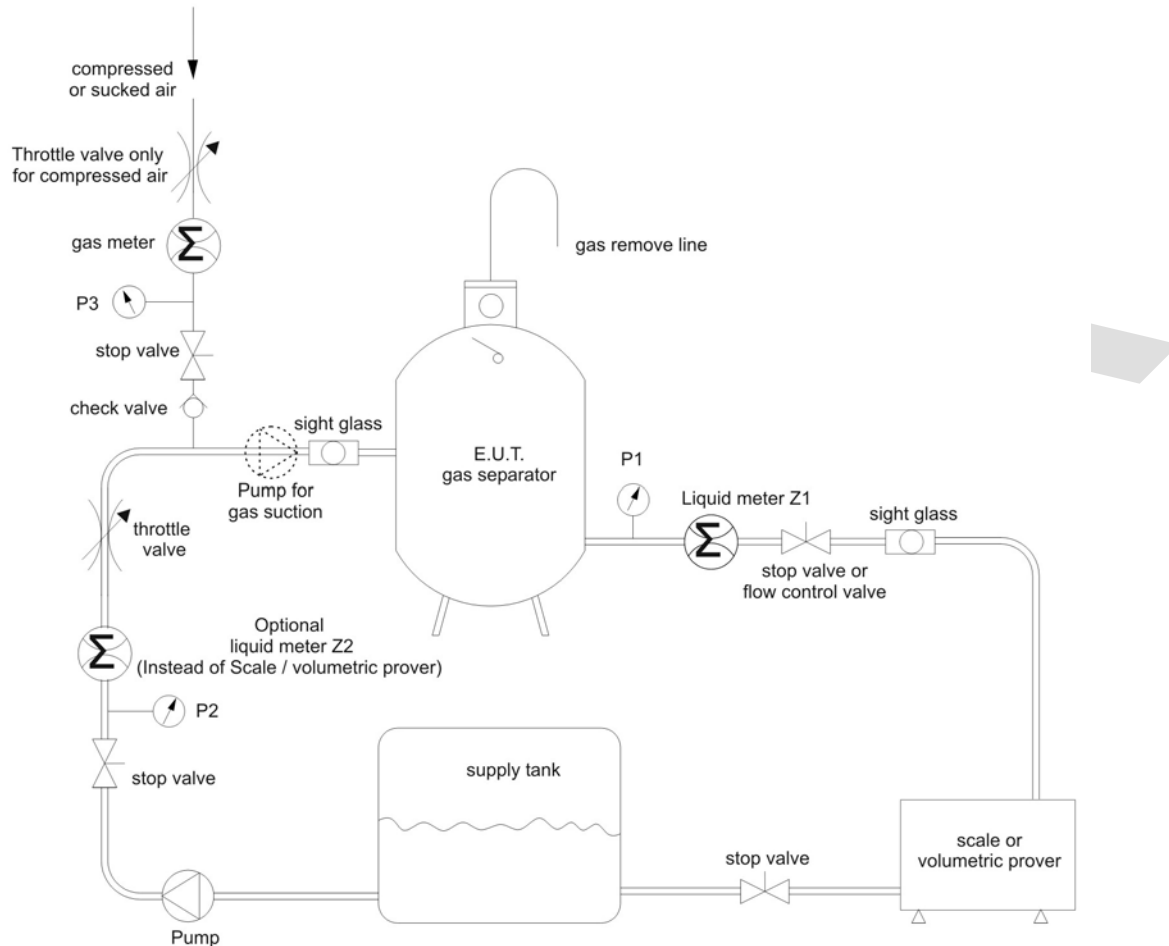 compressed
or sucked air
Throttle valve only
for compressed air
gas meter
Σ
P3
stop valve
check valve
gas remove line
sight glass
E.U.T.
gas separator
Pump for
gas suction
P1
Liquid meter Z1
Σ
sight glass
stop valve or
flow control valve
throttle
valve
Optional
liquid meter Z2
(Instead of Scale / volumetric prover)
Σ
P2
stop valve
supply tank
stop valve
scale or
volumetric prover
Pump